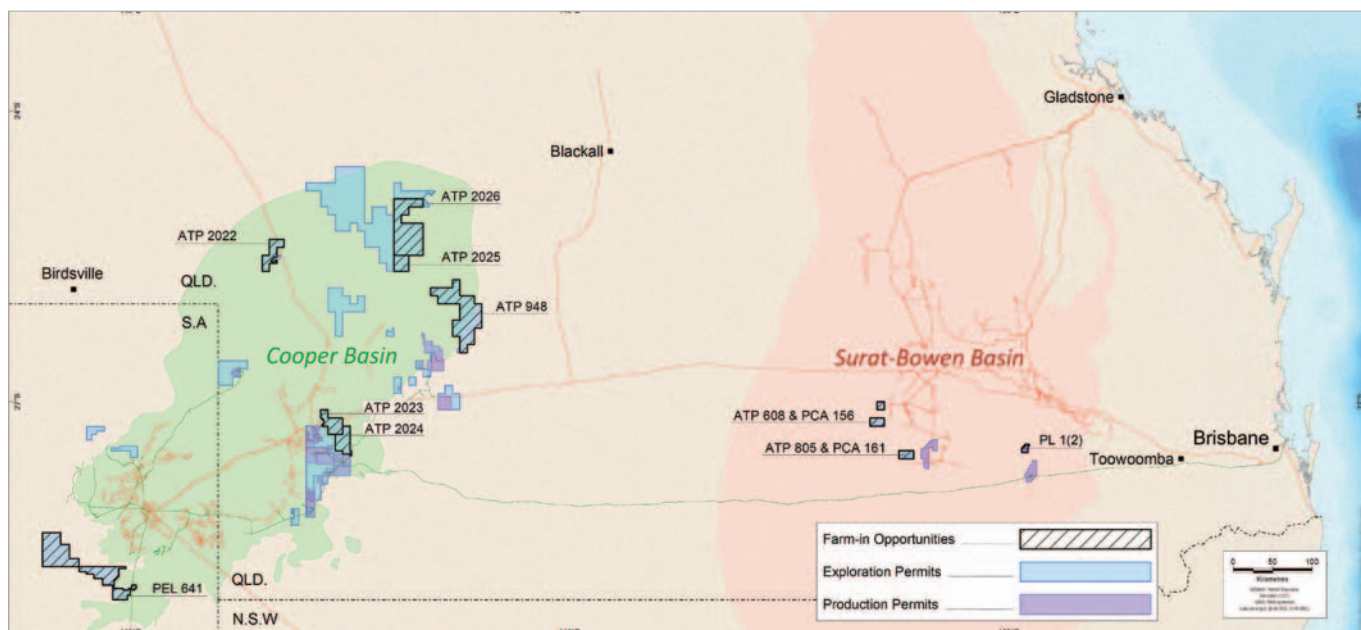 24°S
Gladstone
Blackall
ATP 2026
ATP 2022
ATP 2025
Birdsville
QLD.
S.A
ATP 948
Cooper Basin
Surat-Bowen Basin
27°S
ATP 2023
ATP 608 & PCA 156
ATP 2024
ATP 805 & PCA 161
PL 1(2)
Brisbane
Toowoomba
Farm-in Opportunities
Exploration Permits
Production Permits
0 50 100
Kilometres
PEL 641
QLD.
N.S.W